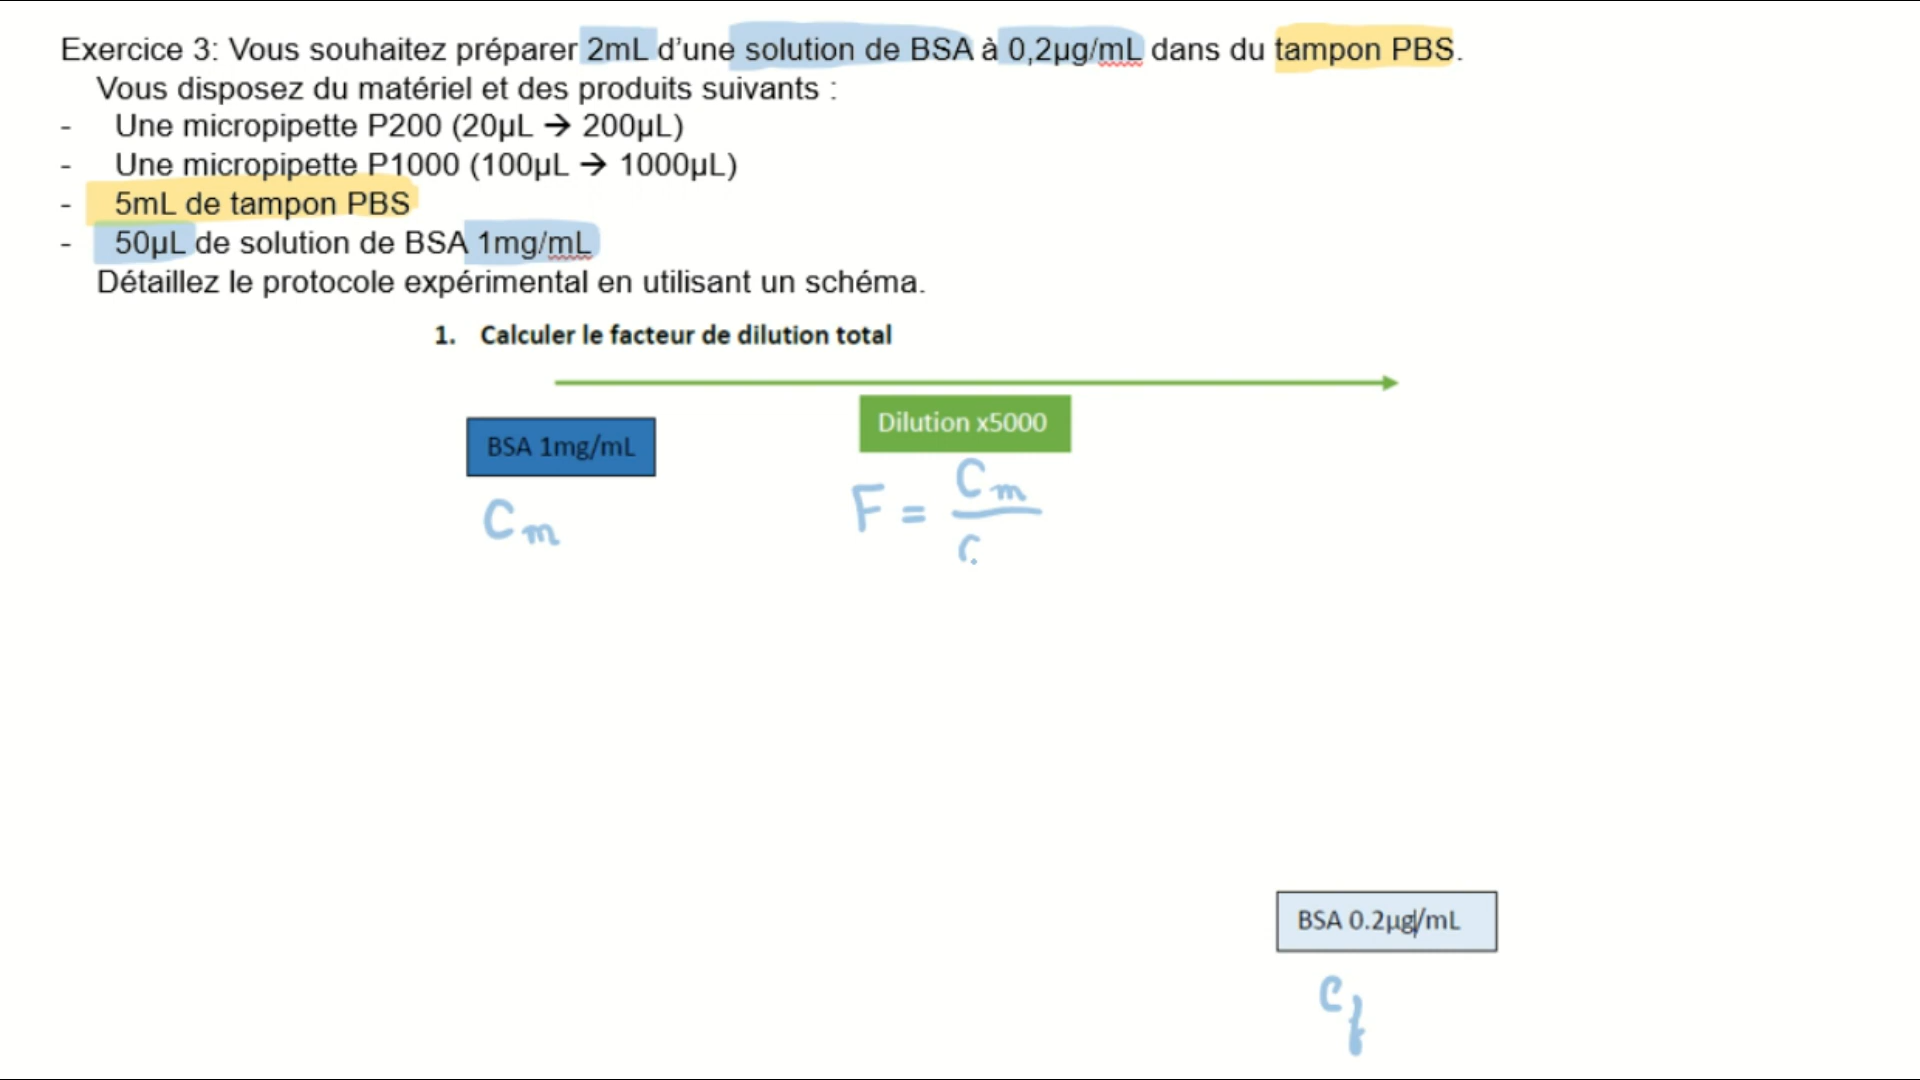 Exercice 3: Vous souhaitez préparer 2mL d'une solution de BSA à 0,2µg/mL dans du tampon PBS.
Vous disposez du matériel et des produits suivants :
- Une micropipette P200 (20µL → 200µL)
- Une micropipette P1000 (100µL → 1000µL)
- 5mL de tampon PBS
- 50µL de solution de BSA 1mg/mL
Détaillez le protocole expérimental en utilisant un schéma.
1. Calculer le facteur de dilution total
Dilution x5000
BSA 1mg/mL
Cm
F = Cm
C
BSA 0.2µg/mL
Cf